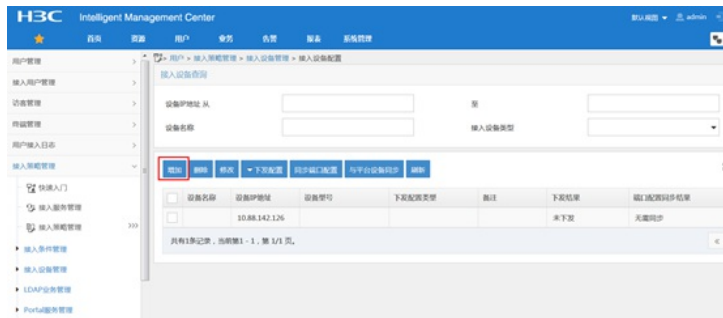 H3C Intelligent Management Center 默认视图 admin
首页 资源 用户 业务 告警 报表 系统管理
用户管理
接入用户管理
访客管理
终端管理
用户接入日志
接入策略管理
快速入门
接入服务管理
接入策略管理
接入条件管理
接入设备管理
LDAP业务管理
Portal服务管理
用户 > 接入策略管理 > 接入设备管理 > 接入设备配置
接入设备查询
设备IP地址 从 至
设备名称 接入设备类型
增加 删除 修改 下发配置 同步端口配置 与平台设备同步 刷新
设备名称 设备IP地址 设备型号 下发配置类型 备注 下发结果 端口配置同步结果
10.88.142.126 未下发 无需同步
共有1条记录，当前第1 - 1，第 1/1 页。